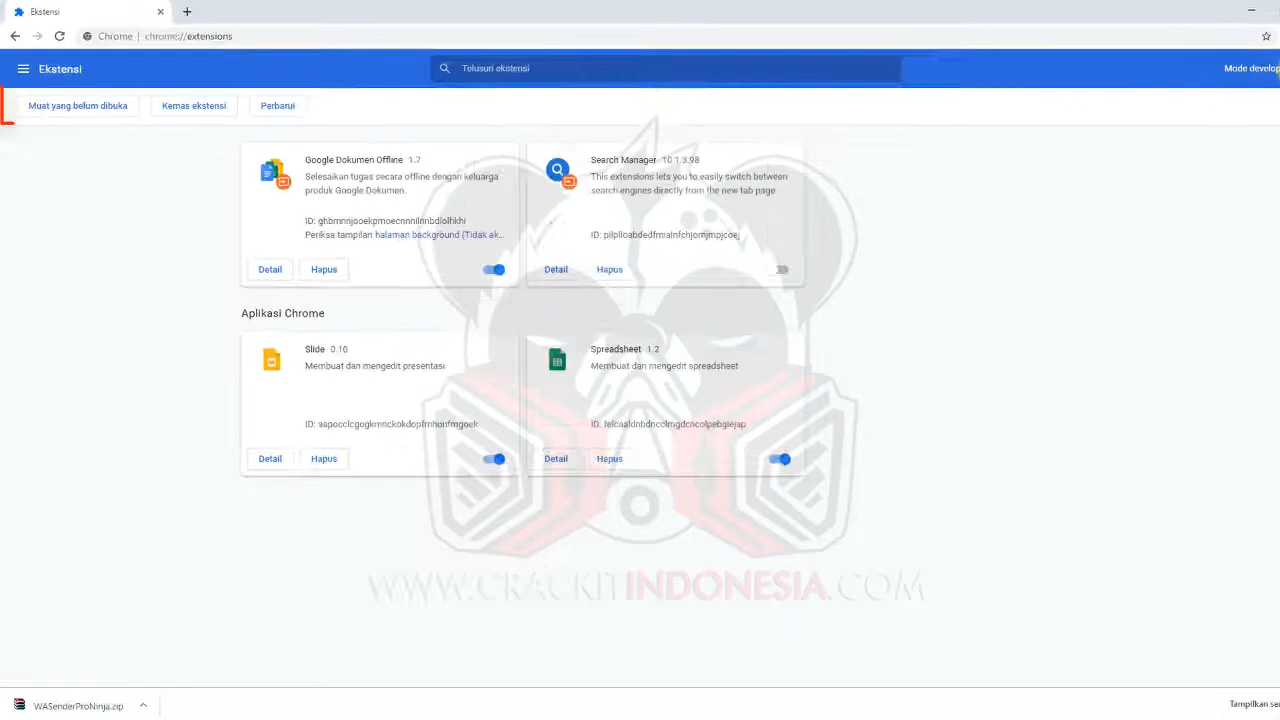 Ekstensi
Chrome | chrome://extensions
Ekstensi
Telusuri ekstensi
Mode develop
Muat yang belum dibuka
Kemas ekstensi
Perbarui
Google Dokumen Offline 1.7
Selesaikan tugas secara offline dengan keluarga
produk Google Dokumen.
ID: ghbmnnjooekpmoecnnnilnnbdlolhkhi
Periksa tampilan halaman background (Tidak ak...
Detail
Hapus
Search Manager 10.1.3.98
This extensions lets you to easily switch between
search engines directly from the new tab page
Detail
Hapus
Aplikasi Chrome
Slide 0.10
Membuat dan mengedit presentasi
Detail
Hapus
Spreadsheet 1.2
Membuat dan mengedit spreadsheet
ID: felcaaldnbdncclmgdcncolpebgiejap
Detail
Hapus
WWW.CRACKITINDONESIA.COM
WASenderProNinja.zip
Tampilkan se